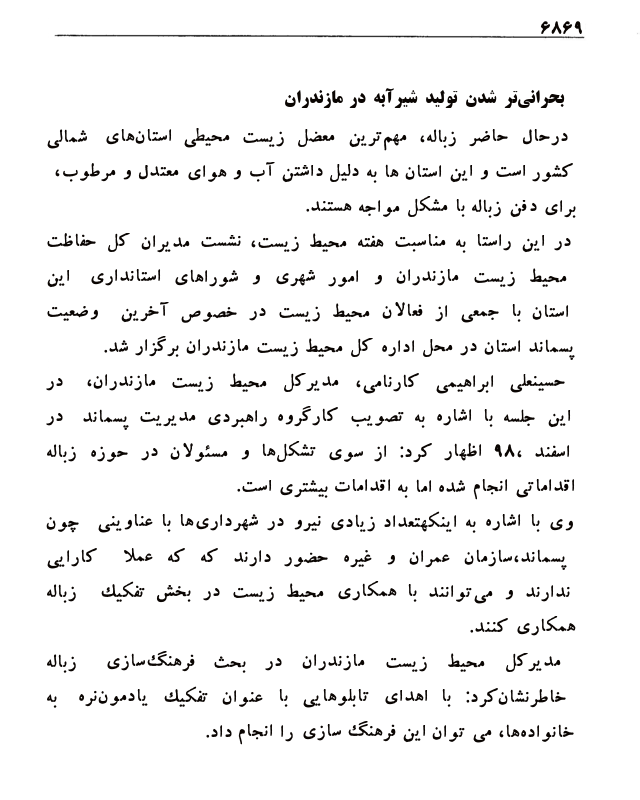 ۶۸۶۹
بحرانی‌تر شدن تولید شیرآبه در مازندران
درحال حاضر زباله، مهم‌ترین معضل زیست محیطی استان‌های شمالی
کشور است و این استان ها به دلیل داشتن آب و هوای معتدل و مرطوب،
برای دفن زباله با مشکل مواجه هستند.
در این راستا به مناسبت هفته محیط زیست، نشست مدیران کل حفاظت
محیط زیست مازندران و امور شهری و شوراهای استانداری این
استان با جمعی از فعالان محیط زیست در خصوص آخرین وضعیت
پسماند استان در محل اداره کل محیط زیست مازندران برگزار شد.
حسینعلی ابراهیمی کارنامی، مدیرکل محیط زیست مازندران، در
این جلسه با اشاره به تصویب کارگروه راهبردی مدیریت پسماند در
اسفند ۹۸، اظهار کرد: از سوی تشکل‌ها و مسئولان در حوزه زباله
اقداماتی انجام شده اما به اقدامات بیشتری است.
وی با اشاره به اینکهتعداد زیادی نیرو در شهرداری‌ها با عناوینی چون
پسماند،سازمان عمران و غیره حضور دارند که که عملا کارایی
ندارند و می‌توانند با همکاری محیط زیست در بخش تفکیك زباله
همکاری کنند.
مدیرکل محیط زیست مازندران در بحث فرهنگ‌سازی زباله
خاطرنشان‌کرد: با اهدای تابلوهایی با عنوان تفکیك یادمون‌نره به
خانواده‌ها، می توان این فرهنگ سازی را انجام داد.